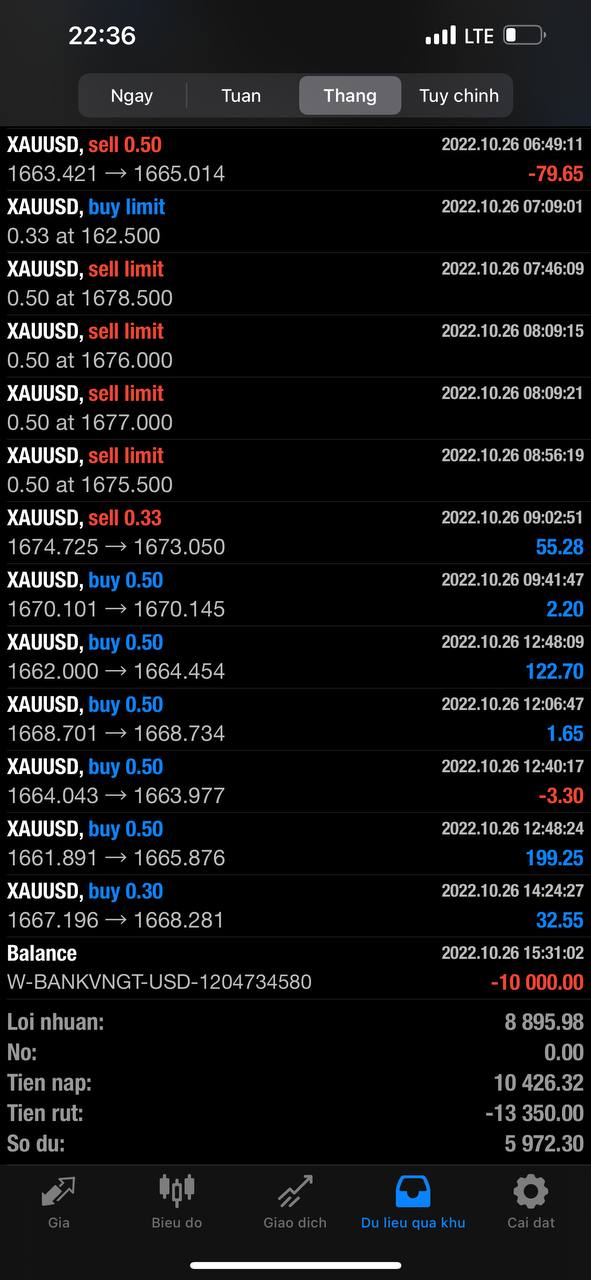 22:36
LTE
Ngay Tuan Thang Tuy chinh
XAUUSD, sell 0.50 2022.10.26 06:49:11
1663.421 → 1665.014 -79.65
XAUUSD, buy limit 2022.10.26 07:09:01
0.33 at 162.500
XAUUSD, sell limit 2022.10.26 07:46:09
0.50 at 1678.500
XAUUSD, sell limit 2022.10.26 08:09:15
0.50 at 1676.000
XAUUSD, sell limit 2022.10.26 08:09:21
0.50 at 1677.000
XAUUSD, sell limit 2022.10.26 08:56:19
0.50 at 1675.500
XAUUSD, sell 0.33 2022.10.26 09:02:51
1674.725 → 1673.050 55.28
XAUUSD, buy 0.50 2022.10.26 09:41:47
1670.101 → 1670.145 2.20
XAUUSD, buy 0.50 2022.10.26 12:48:09
1662.000 → 1664.454 122.70
XAUUSD, buy 0.50 2022.10.26 12:06:47
1668.701 → 1668.734 1.65
XAUUSD, buy 0.50 2022.10.26 12:40:17
1664.043 → 1663.977 -3.30
XAUUSD, buy 0.50 2022.10.26 12:48:24
1661.891 → 1665.876 199.25
XAUUSD, buy 0.30 2022.10.26 14:24:27
1667.196 → 1668.281 32.55
Balance 2022.10.26 15:31:02
W-BANKVNGT-USD-1204734580 -10 000.00
Loi nhuan: 8 895.98
No: 0.00
Tien nap: 10 426.32
Tien rut: -13 350.00
So du: 5 972.30
Gia Bieu do Giao dich Du lieu qua khu Cai dat